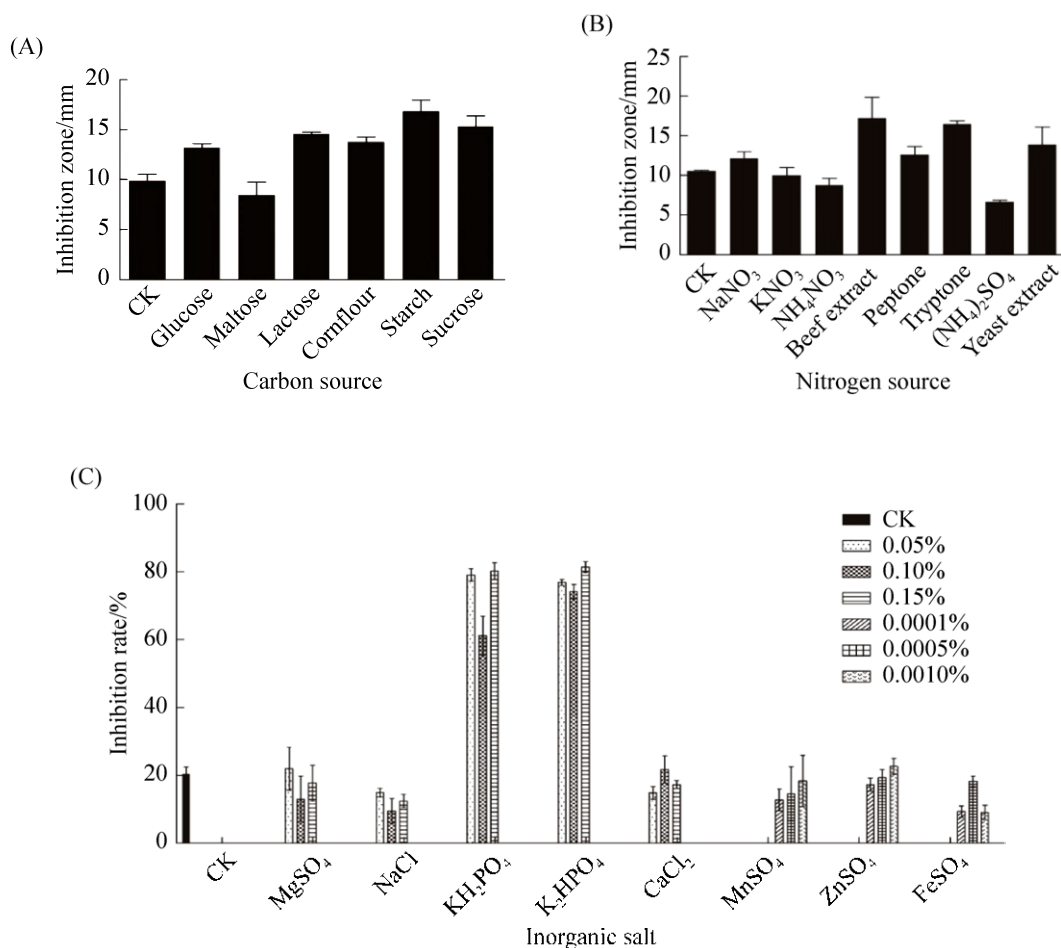 (A)
Inhibition zone/mm
20
15
10
5
0
CK
Glucose
Maltose
Lactose
Cornflour
Starch
Sucrose
Carbon source
(B)
Inhibition zone/mm
25
20
15
10
5
0
CK
NaNO₃
KNO₃
NH₄NO₃
Beef extract
Peptone
Tryptone
(NH₄)₂SO₄
Yeast extract
Nitrogen source
(C)
Inhibition rate/%
100
80
60
40
20
0
CK
0.05%
0.10%
0.15%
0.0001%
0.0005%
0.0010%
CK
MgSO₄
NaCl
KH₂PO₄
K₂HPO₄
CaCl₂
MnSO₄
ZnSO₄
FeSO₄
Inorganic salt